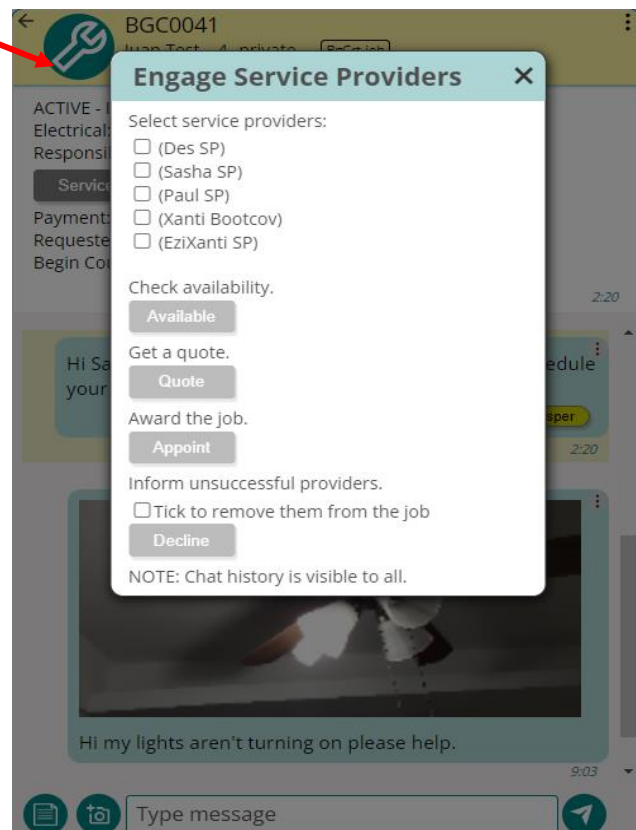 BGC0041
Juan Test - 4, private
Engage Service Providers
ACTIVE - I
Electrical:
Responsi
Service
Payment:
Requeste
Begin Cou
Select service providers:
(Des SP)
(Sasha SP)
(Paul SP)
(Xanti Bootcov)
(EziXanti SP)
Check availability.
Available
2:20
Get a quote.
Quote
Hi Sa
edule
your
Award the job.
Appoint
sper
2:20
Inform unsuccessful providers.
Tick to remove them from the job
Decline
NOTE: Chat history is visible to all.
Hi my lights aren't turning on please help.
9:03
Type message